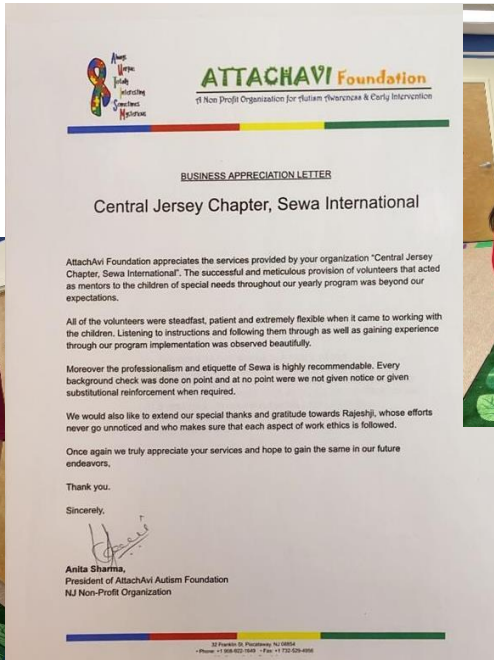 Always
Unique
Totally
Interesting
Sometimes
Mysterious
ATTACHAVI Foundation
A Non Profit Organization for Autism Awareness & Early Intervention
BUSINESS APPRECIATION LETTER
Central Jersey Chapter, Sewa International
AttachAvi Foundation appreciates the services provided by your organization "Central Jersey
Chapter, Sewa International". The successful and meticulous provision of volunteers that acted
as mentors to the children of special needs throughout our yearly program was beyond our
expectations.
All of the volunteers were steadfast, patient and extremely flexible when it came to working with
the children. Listening to instructions and following them through as well as gaining experience
through our program implementation was observed beautifully.
Moreover the professionalism and etiquette of Sewa is highly recommendable. Every
background check was done on point and at no point were we not given notice or given
substitutional reinforcement when required.
We would also like to extend our special thanks and gratitude towards Rajeshji, whose efforts
never go unnoticed and who makes sure that each aspect of work ethics is followed.
Once again we truly appreciate your services and hope to gain the same in our future
endeavors,
Thank you.
Sincerely,
Anita Sharma,
President of AttachAvi Autism Foundation
NJ Non-Profit Organization
32 Franklin St, Piscataway, NJ 08854